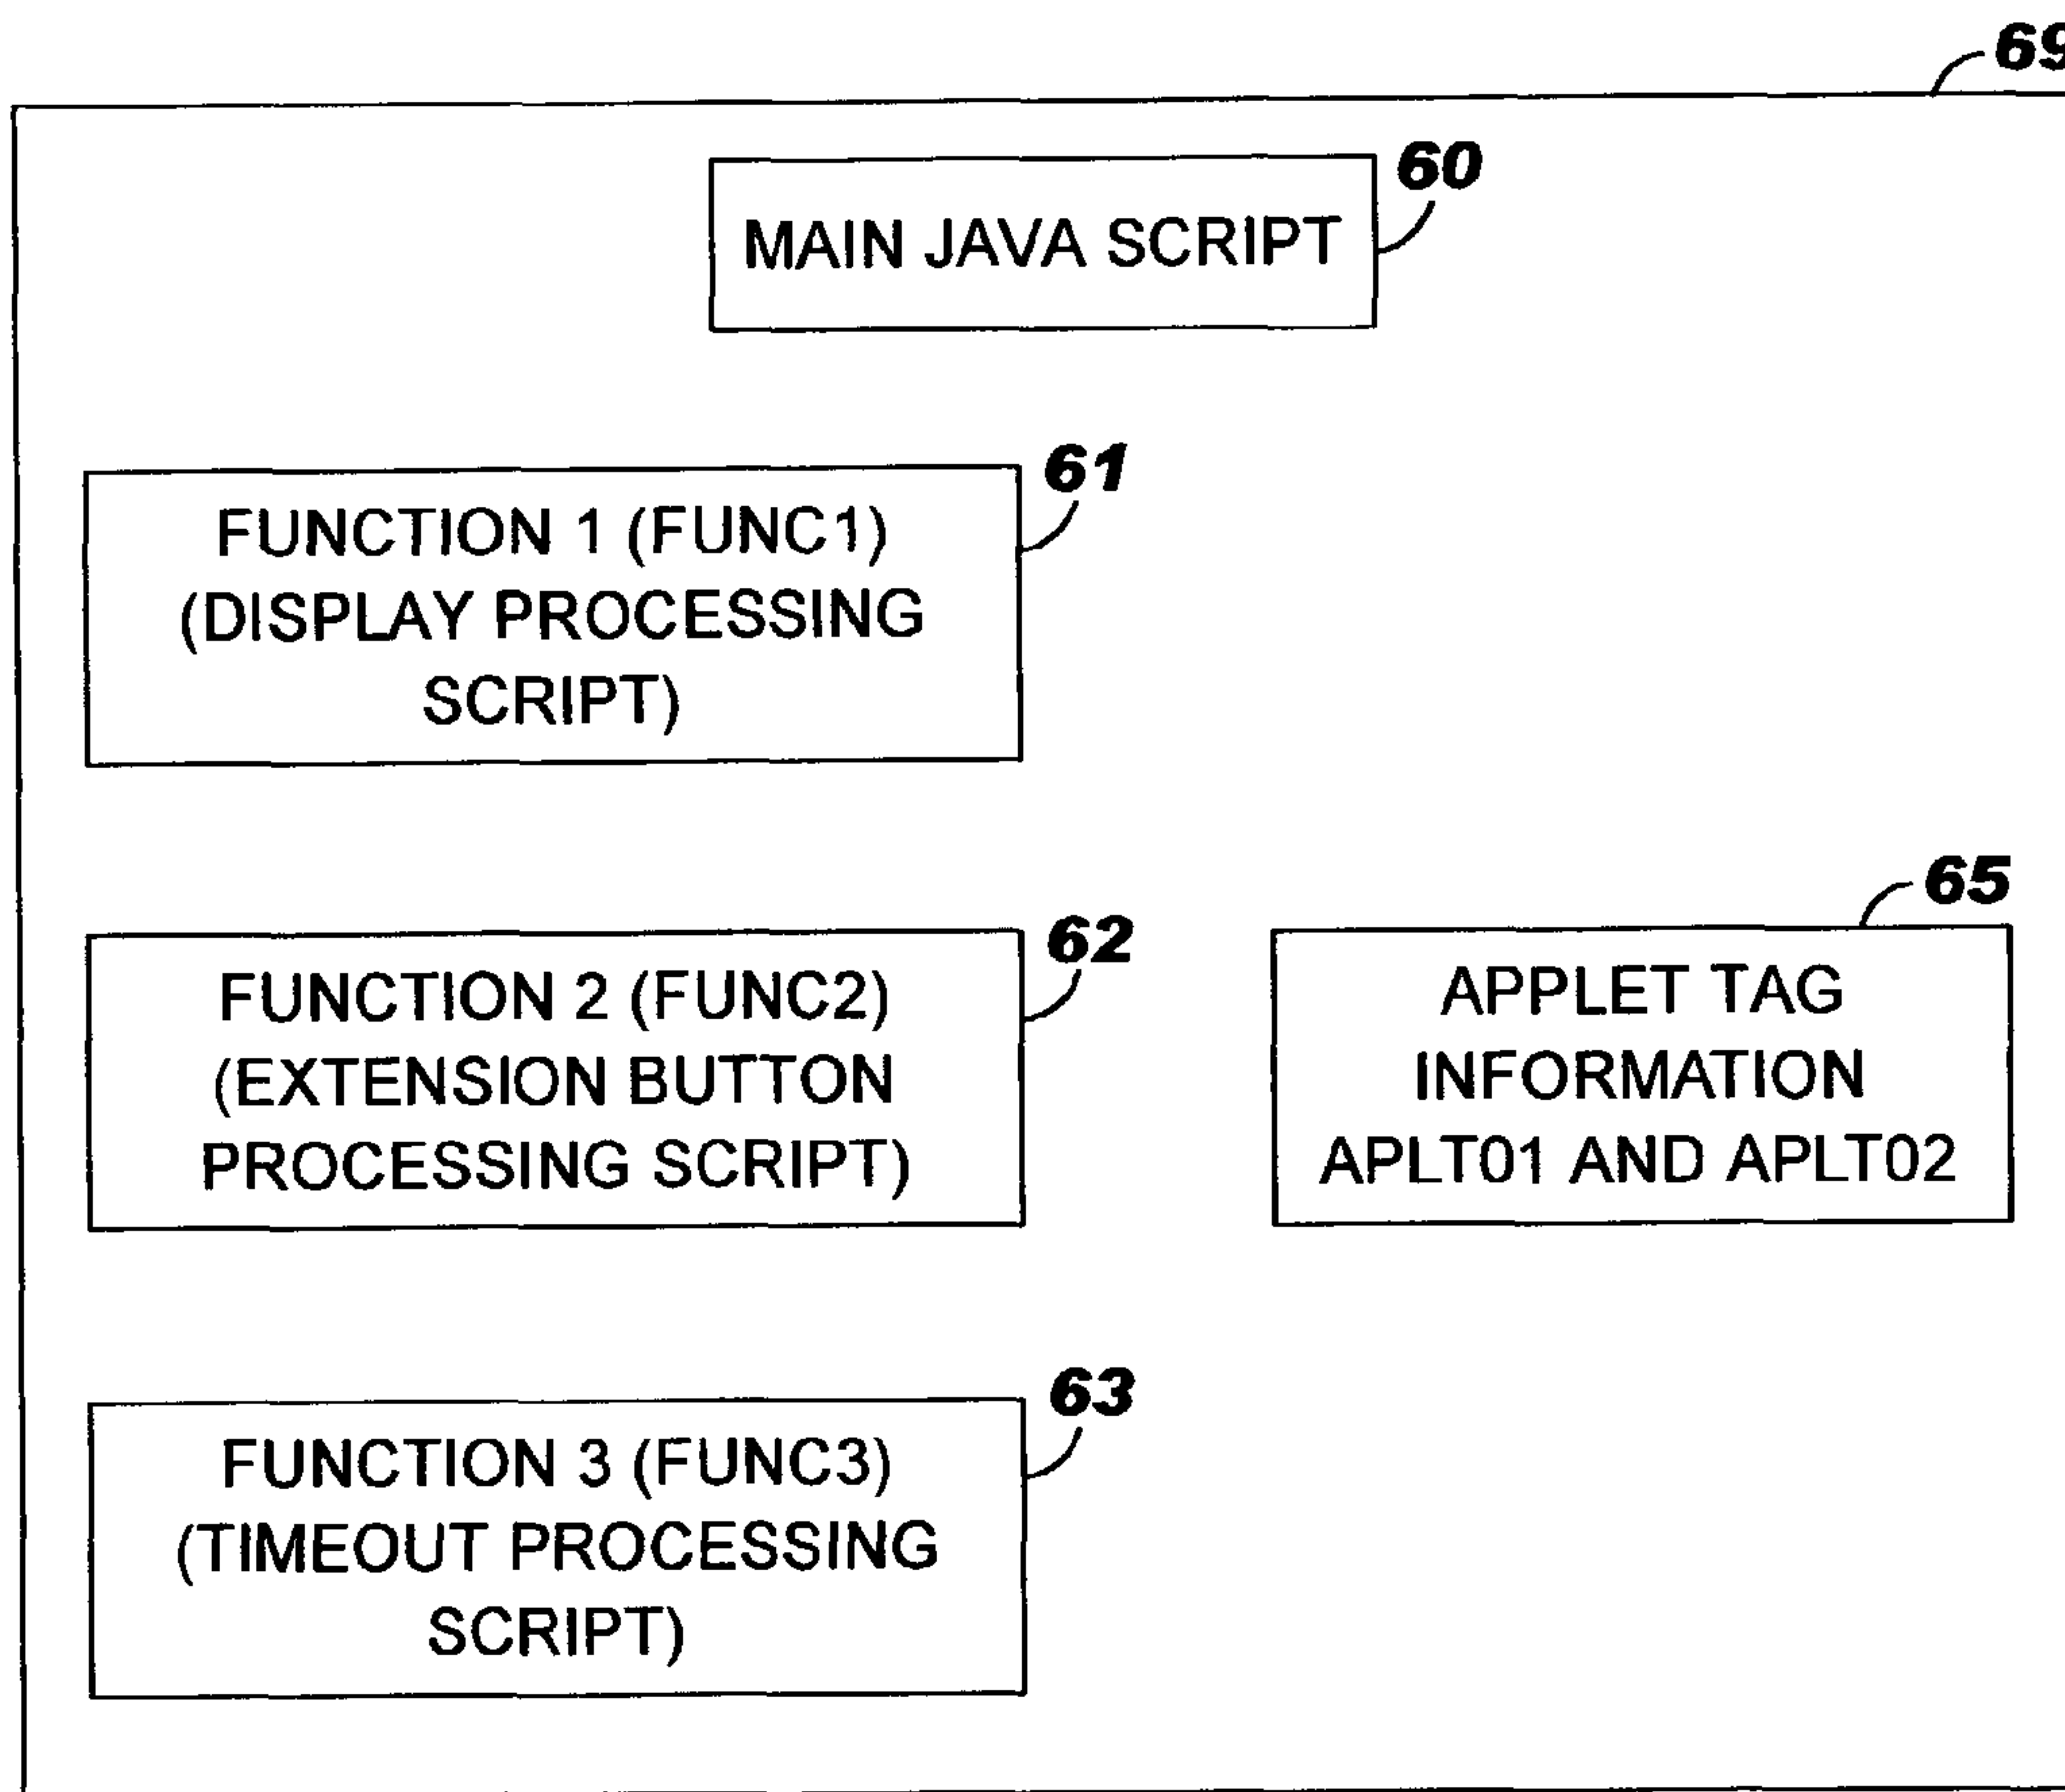 69
60
MAIN JAVA SCRIPT
61
FUNCTION 1 (FUNC1)
(DISPLAY PROCESSING
SCRIPT)
62
FUNCTION 2 (FUNC2)
(EXTENSION BUTTON
PROCESSING SCRIPT)
65
APPLET TAG
INFORMATION
APLT01 AND APLT02
63
FUNCTION 3 (FUNC3)
(TIMEOUT PROCESSING
SCRIPT)